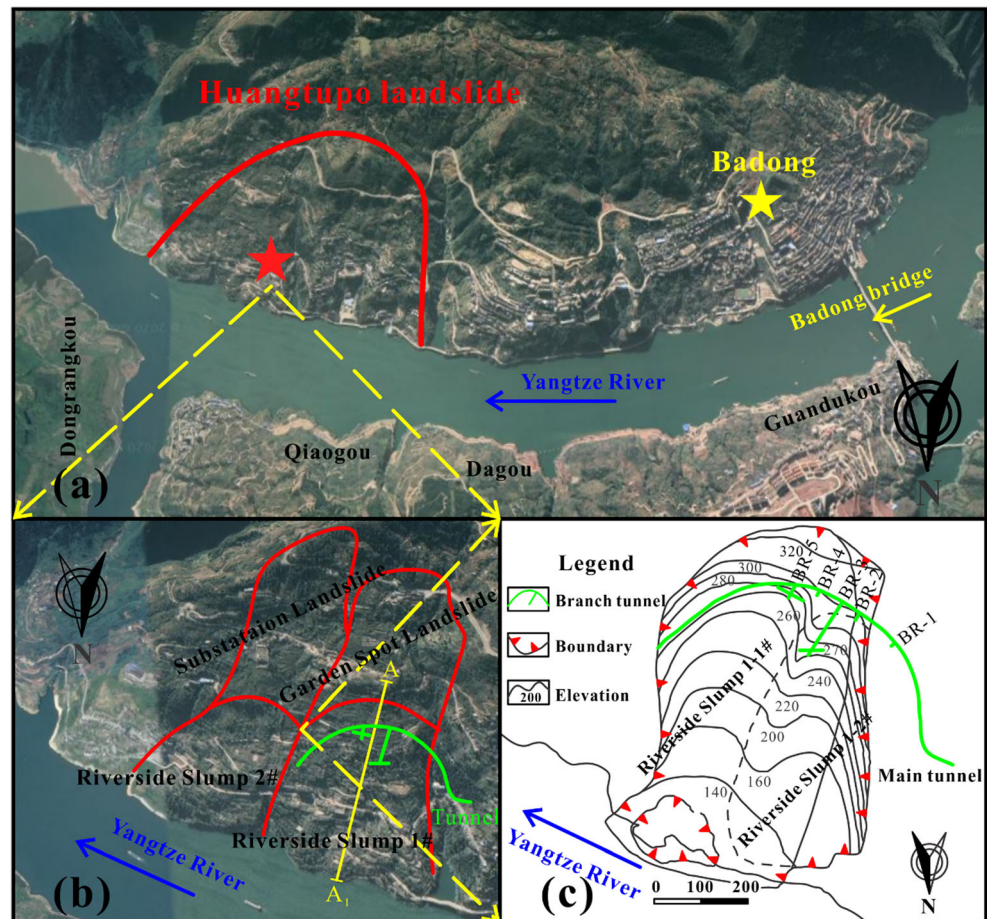 Huangtupo landslide
Badong
Badong bridge
Yangtze River
Guandukou
Dongrangkou
Qiaogou
Dagou
(a)
N
N
Substataion Landslide
Garden Spot Landslide
A
Riverside Slump 2#
Tunnel
Riverside Slump 1#
Yangtze River
A1
(b)
Legend
Branch tunnel
Boundary
200 Elevation
320
300
280
260
270
240
220
200
160
140
BR-5
BR-4
BR-3
BR-2
BR-1
Riverside Slump 1-1#
Riverside Slump 1-2#
Main tunnel
Yangtze River
0 100 200
(c)
N